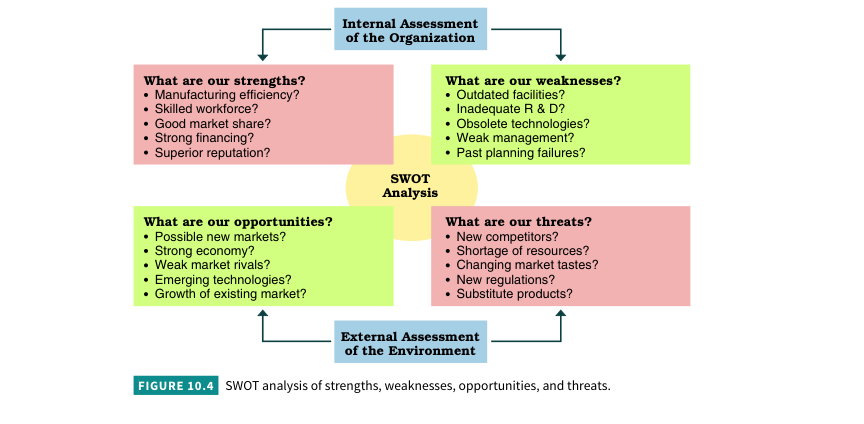 Internal Assessment
of the Organization
What are our strengths?
• Manufacturing efficiency?
• Skilled workforce?
• Good market share?
• Strong financing?
• Superior reputation?
What are our weaknesses?
• Outdated facilities?
• Inadequate R & D?
• Obsolete technologies?
• Weak management?
• Past planning failures?
SWOT
Analysis
What are our opportunities?
• Possible new markets?
• Strong economy?
• Weak market rivals?
• Emerging technologies?
• Growth of existing market?
What are our threats?
• New competitors?
• Shortage of resources?
• Changing market tastes?
• New regulations?
• Substitute products?
External Assessment
of the Environment
FIGURE 10.4 SWOT analysis of strengths, weaknesses, opportunities, and threats.